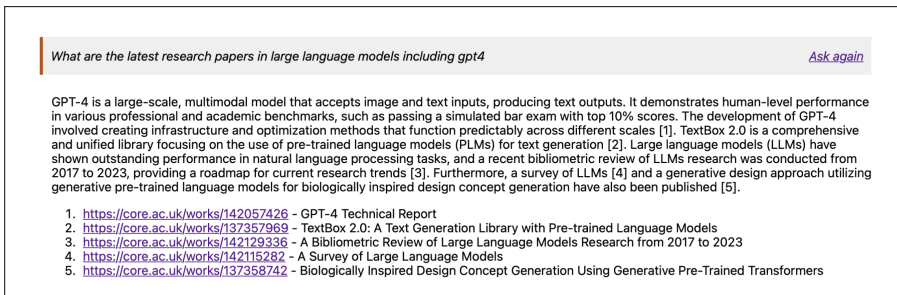 What are the latest research papers in large language models including gpt4
Ask again
GPT-4 is a large-scale, multimodal model that accepts image and text inputs, producing text outputs. It demonstrates human-level performance
in various professional and academic benchmarks, such as passing a simulated bar exam with top 10% scores. The development of GPT-4
involved creating infrastructure and optimization methods that function predictably across different scales [1]. TextBox 2.0 is a comprehensive
and unified library focusing on the use of pre-trained language models (PLMs) for text generation [2]. Large language models (LLMs) have
shown outstanding performance in natural language processing tasks, and a recent bibliometric review of LLMs research was conducted from
2017 to 2023, providing a roadmap for current research trends [3]. Furthermore, a survey of LLMs [4] and a generative design approach utilizing
generative pre-trained language models for biologically inspired design concept generation have also been published [5].
1. https://core.ac.uk/works/142057426 - GPT-4 Technical Report
2. https://core.ac.uk/works/137357969 - TextBox 2.0: A Text Generation Library with Pre-trained Language Models
3. https://core.ac.uk/works/142129336 - A Bibliometric Review of Large Language Models Research from 2017 to 2023
4. https://core.ac.uk/works/142115282 - A Survey of Large Language Models
5. https://core.ac.uk/works/137358742 - Biologically Inspired Design Concept Generation Using Generative Pre-Trained Transformers